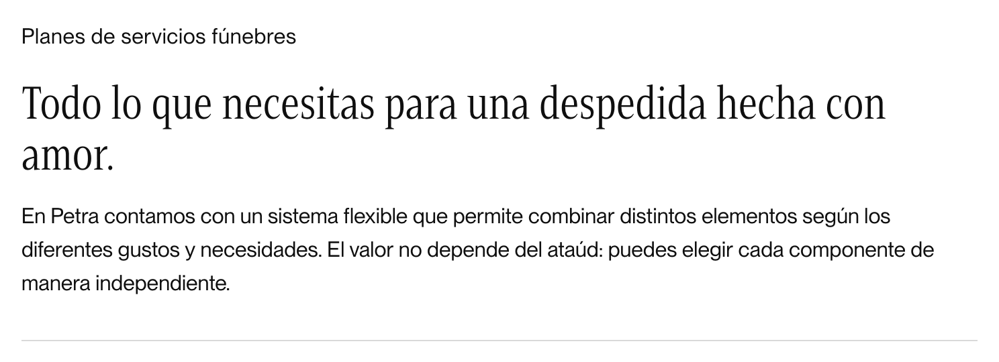 Planes de servicios fúnebres
Todo lo que necesitas para una despedida hecha con
amor.
En Petra contamos con un sistema flexible que permite combinar distintos elementos según los
diferentes gustos y necesidades. El valor no depende del ataúd: puedes elegir cada componente de
manera independiente.